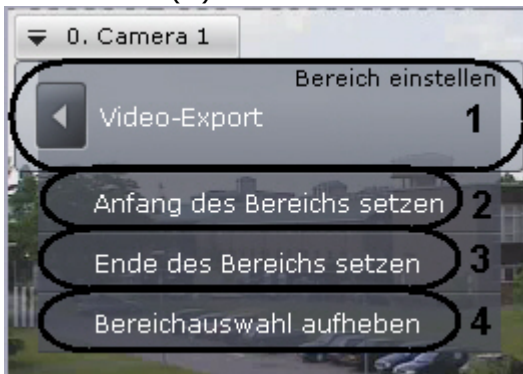 0. Camera 1
Bereich einstellen
Video-Export 1
Anfang des Bereichs setzen 2
Ende des Bereichs setzen 3
Bereichauswahl aufheben 4